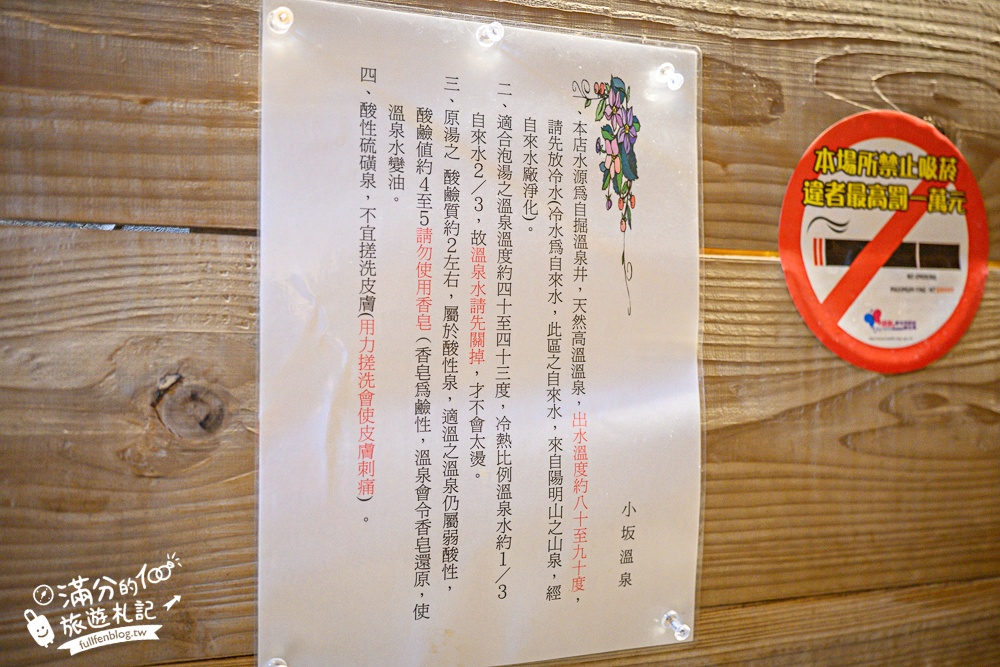 小坂溫泉
一、本店水源為自掘溫泉井，天然高溫溫泉，出水溫度約八十至九十度，
請先放冷水(冷水為自來水，此區之自來水，來自陽明山之山泉，經
自來水廠淨化)。
二、適合泡湯之溫泉溫度約四十至四十三度，冷熱比例溫泉水約1／3
自來水2／3，故溫泉水請先關掉，才不會太燙。
三、原湯之 酸鹼質約2左右，屬於酸性泉，適溫之溫泉仍屬弱酸性，
酸鹼值約4至5請勿使用香皂（香皂為鹼性，溫泉會令香皂還原，使
溫泉水變油。
四、酸性硫磺泉，不宜搓洗皮膚(用力搓洗會使皮膚刺痛)。
本場所禁止吸菸
違者最高罰一萬元
NO SMOKING
滿分的
旅遊札記
fullfenblog.tw